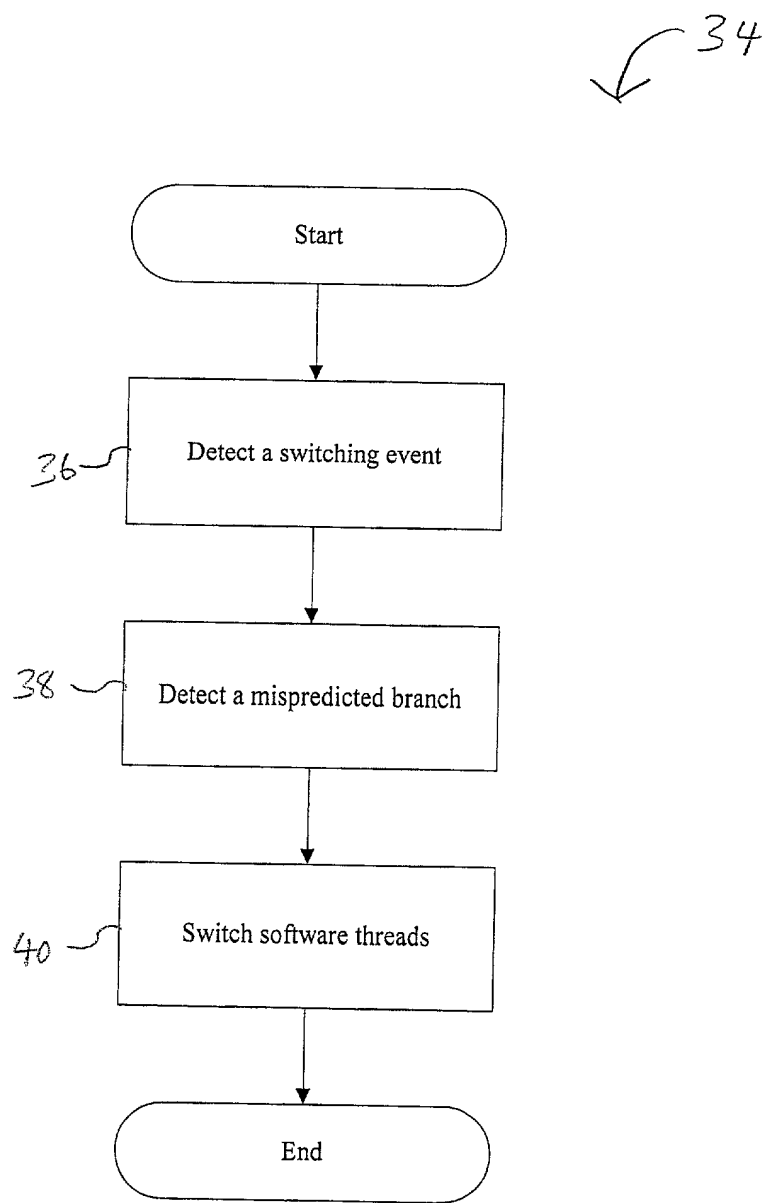 34
Start
36
Detect a switching event
38
Detect a mispredicted branch
40
Switch software threads
End